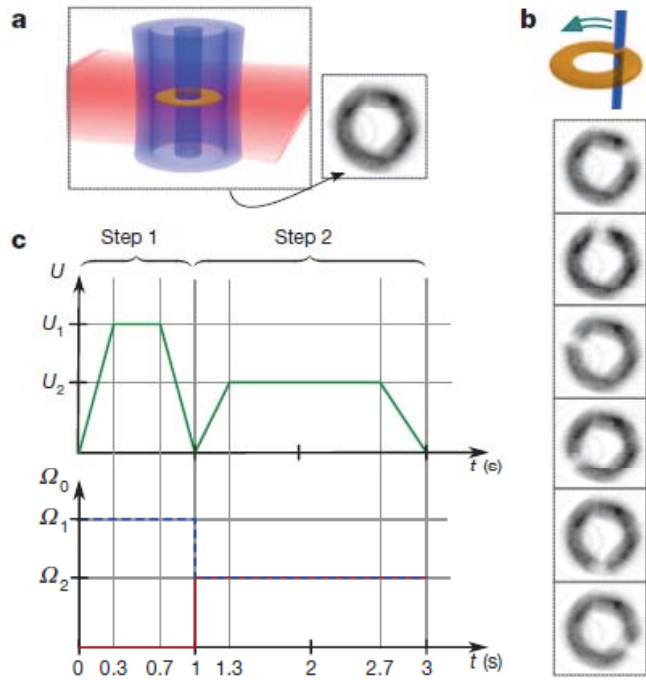 a
b
c
Step 1 Step 2
U
U1
U2
t (s)
Ω0
Ω1
Ω2
0 0.3 0.7 1 1.3 2 2.7 3 t (s)